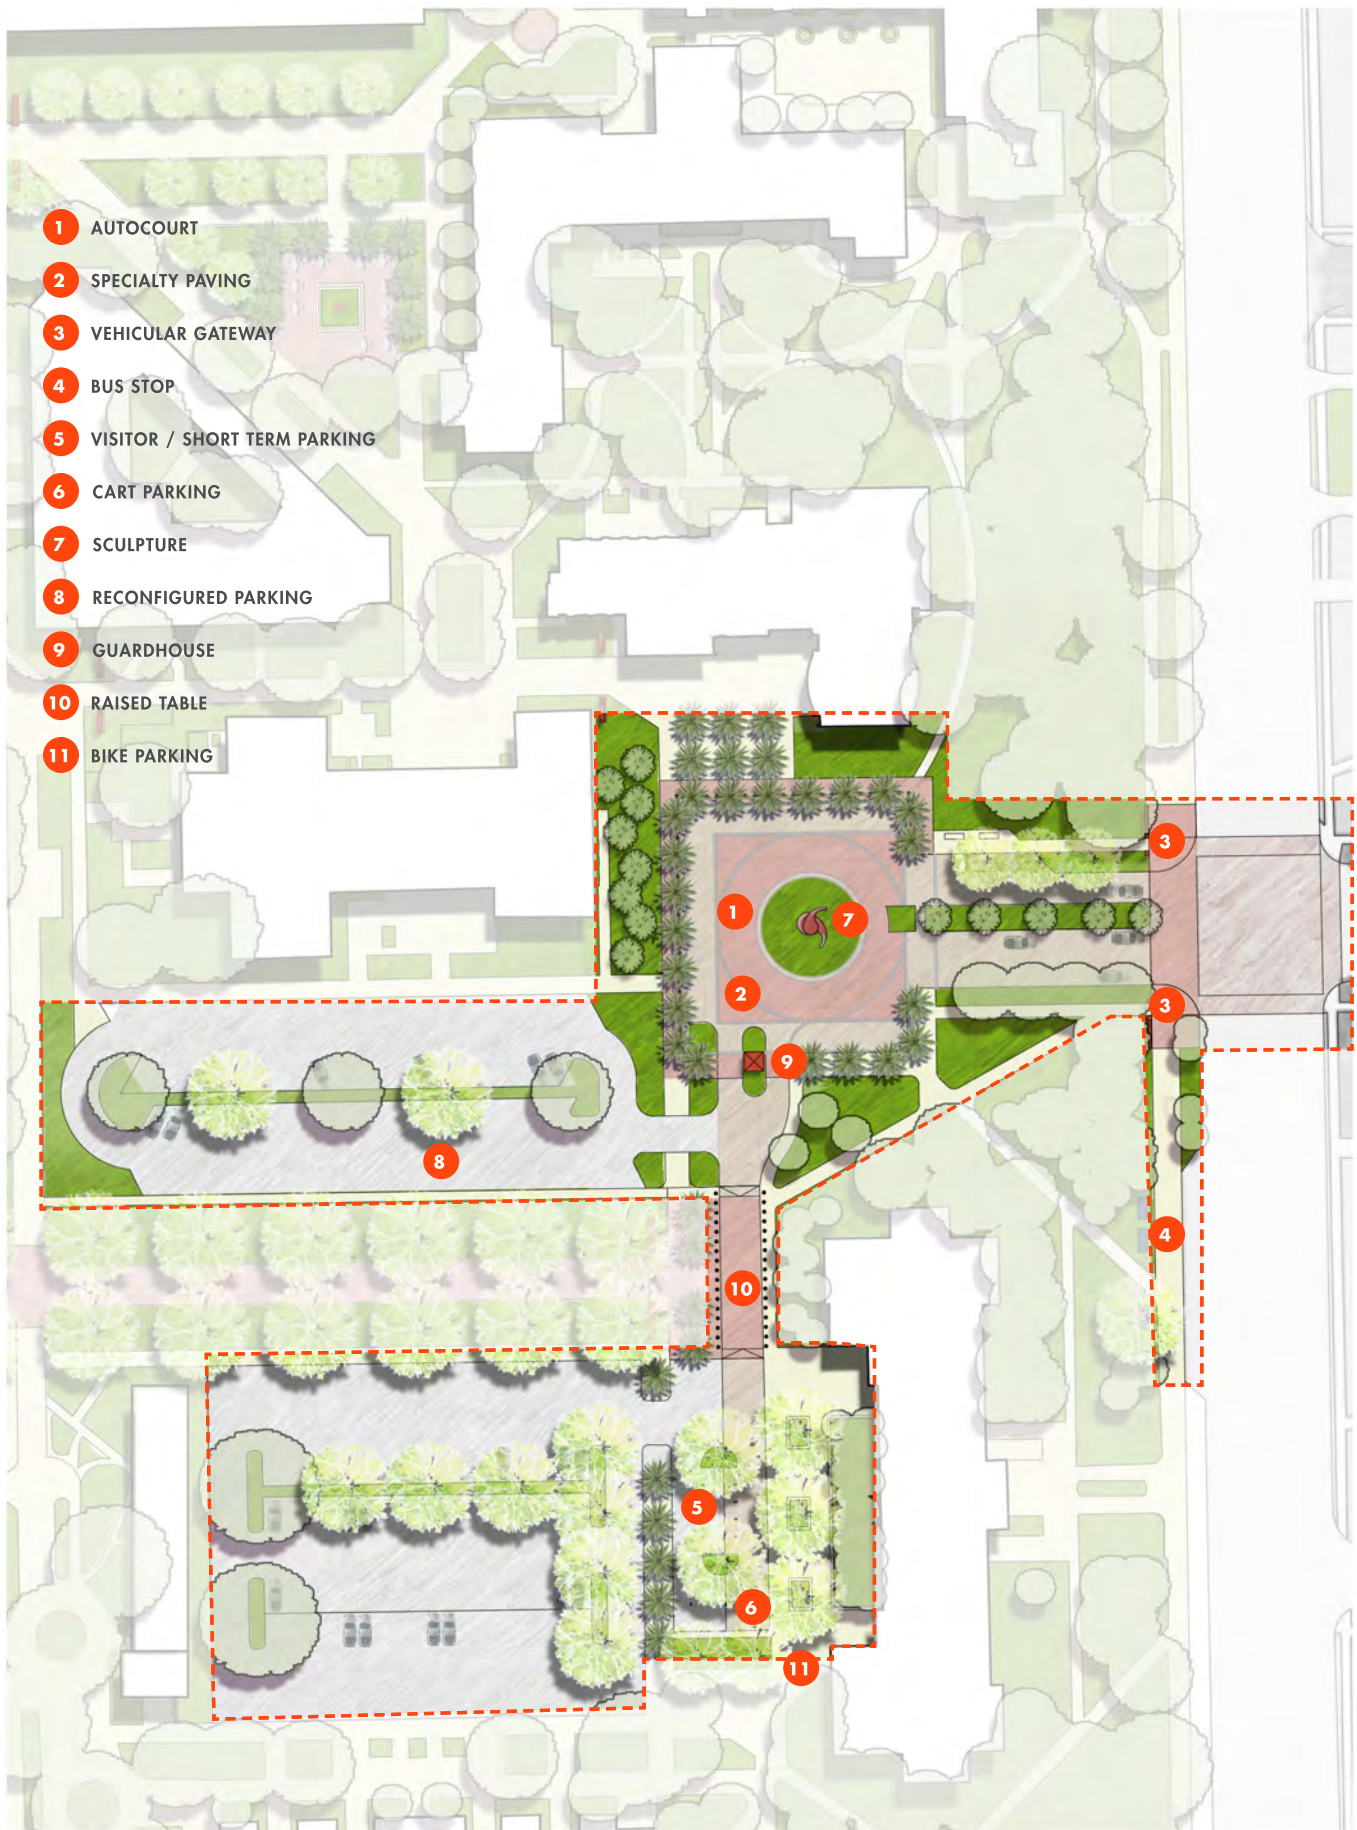 1 AUTOCOURT
2 SPECIALTY PAVING
3 VEHICULAR GATEWAY
4 BUS STOP
5 VISITOR / SHORT TERM PARKING
6 CART PARKING
7 SCULPTURE
8 RECONFIGURED PARKING
9 GUARDHOUSE
10 RAISED TABLE
11 BIKE PARKING
3
1
7
2
3
9
8
4
10
5
6
11